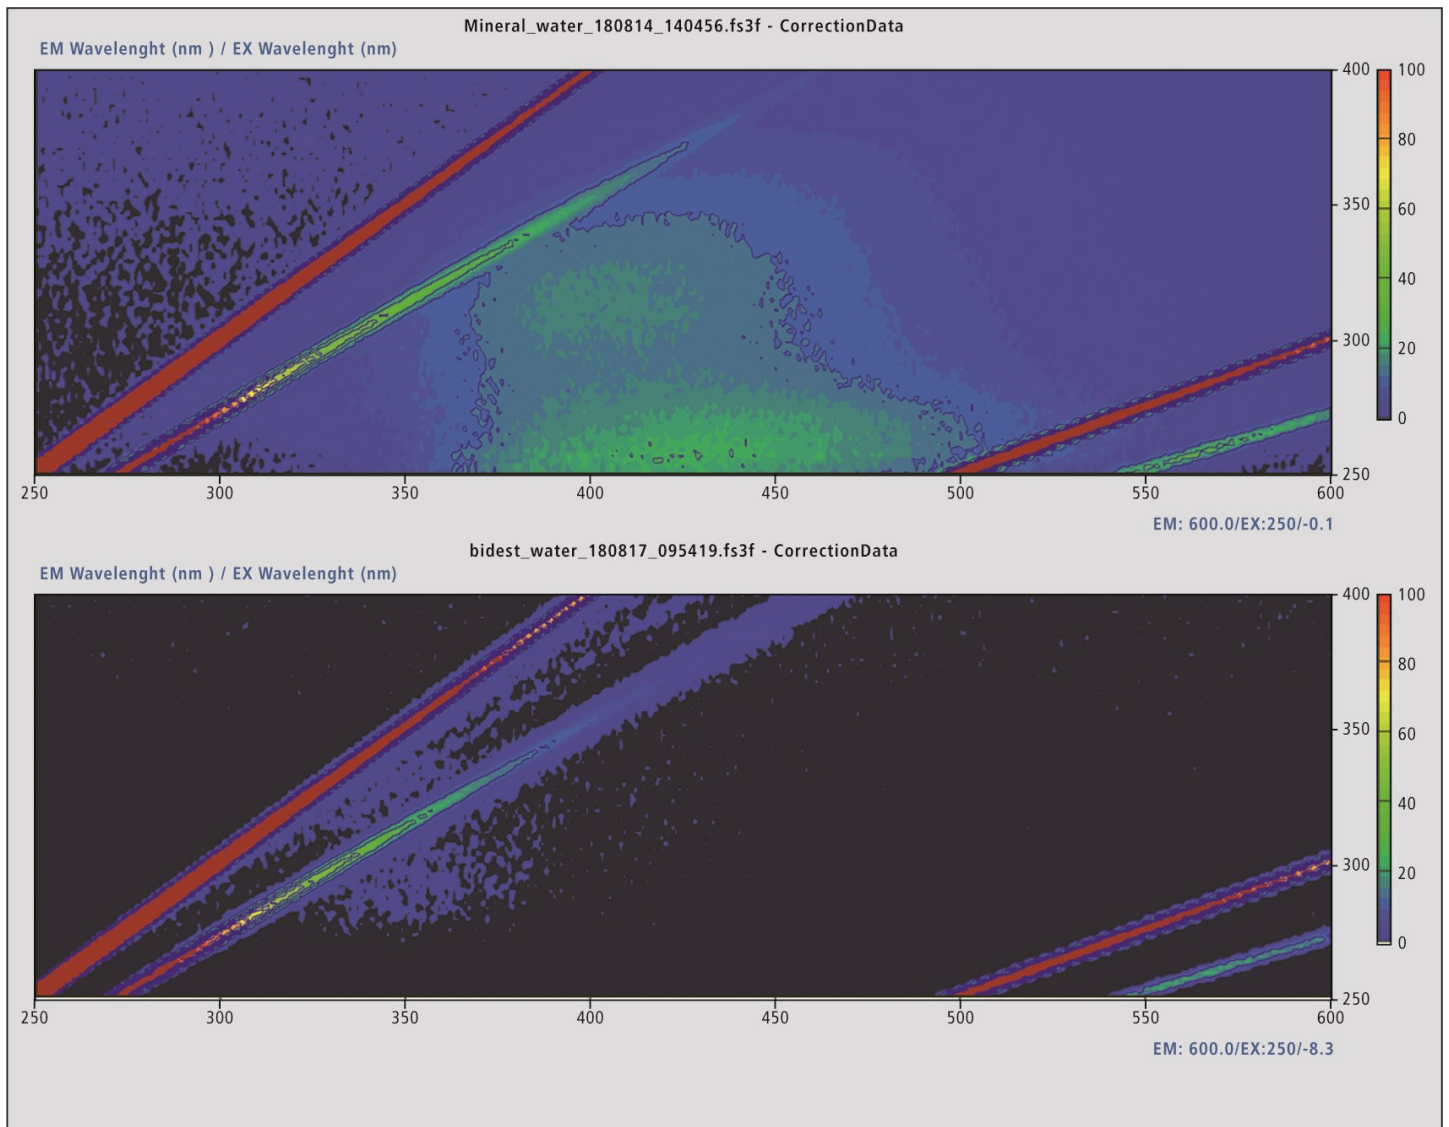 Mineral_water_180814_140456.fs3f - CorrectionData
EM Wavelenght (nm ) / EX Wavelenght (nm)
400
350
300
250
100
80
60
40
20
0
250 300 350 400 450 500 550 600
EM: 600.0/EX:250/-0.1
bidest_water_180817_095419.fs3f - CorrectionData
EM Wavelenght (nm ) / EX Wavelenght (nm)
400
350
300
250
100
80
60
40
20
0
250 300 350 400 450 500 550 600
EM: 600.0/EX:250/-8.3